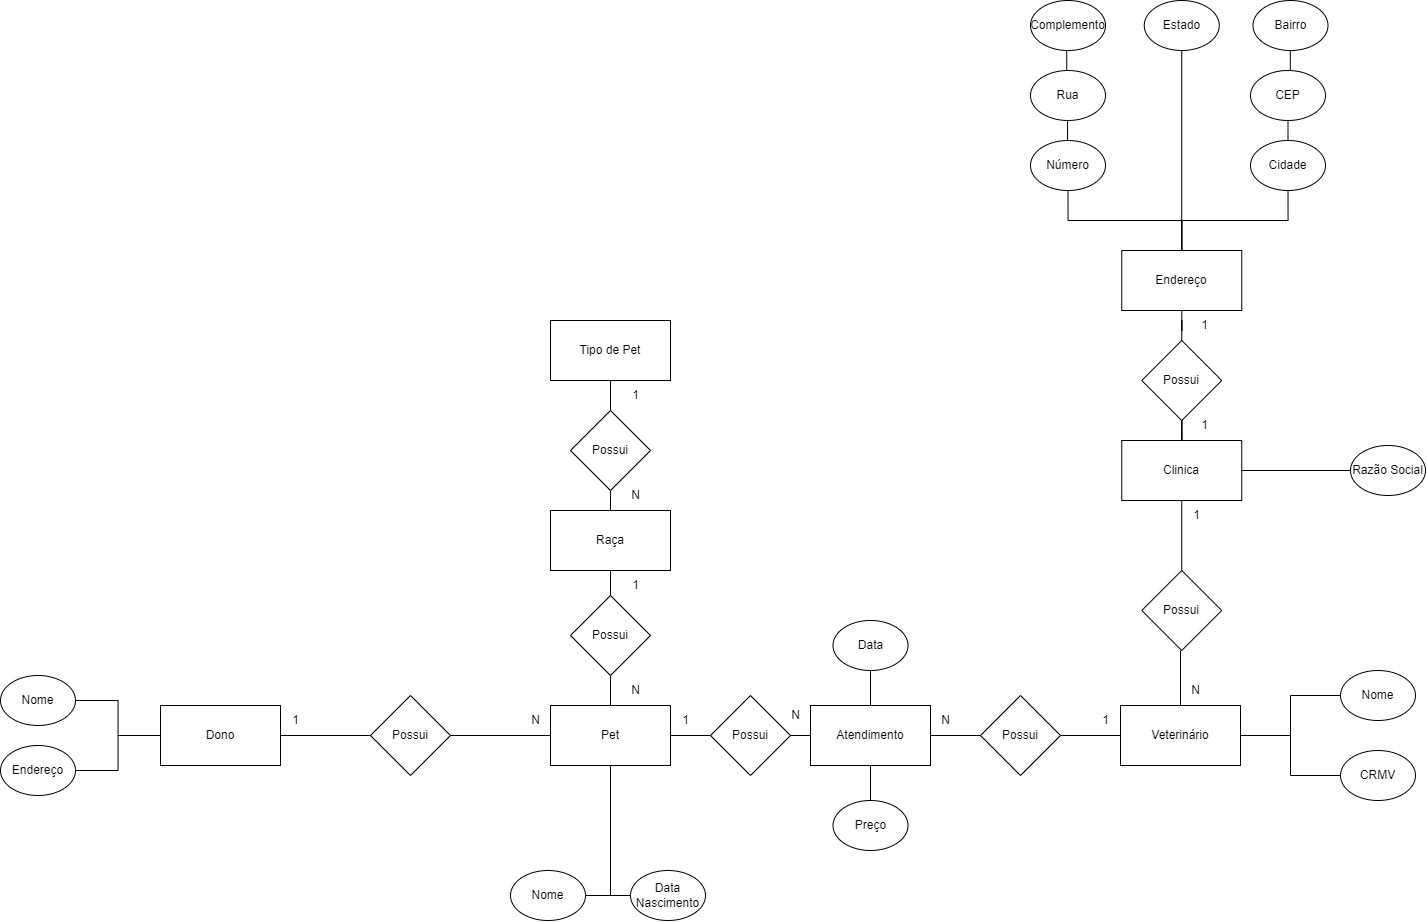 Complemento
Estado
Bairro
Rua
CEP
Número
Cidade
Endereço
1
Possui
1
Clinica
Razão Social
1
Possui
N
Tipo de Pet
1
Possui
N
Raça
1
Possui
N
Nome
Endereço
Dono
1
Possui
N
Pet
1
Possui
N
Data
Atendimento
Preço
N
Possui
1
Veterinário
Nome
CRMV
Nome
Data
Nascimento